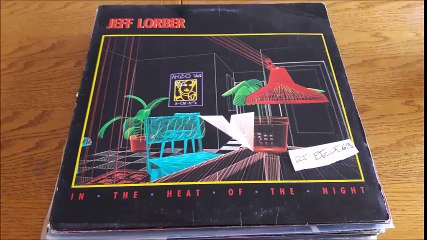 JEFF LORBER
IN · THE · HEAT · OF · THE · NIGHT